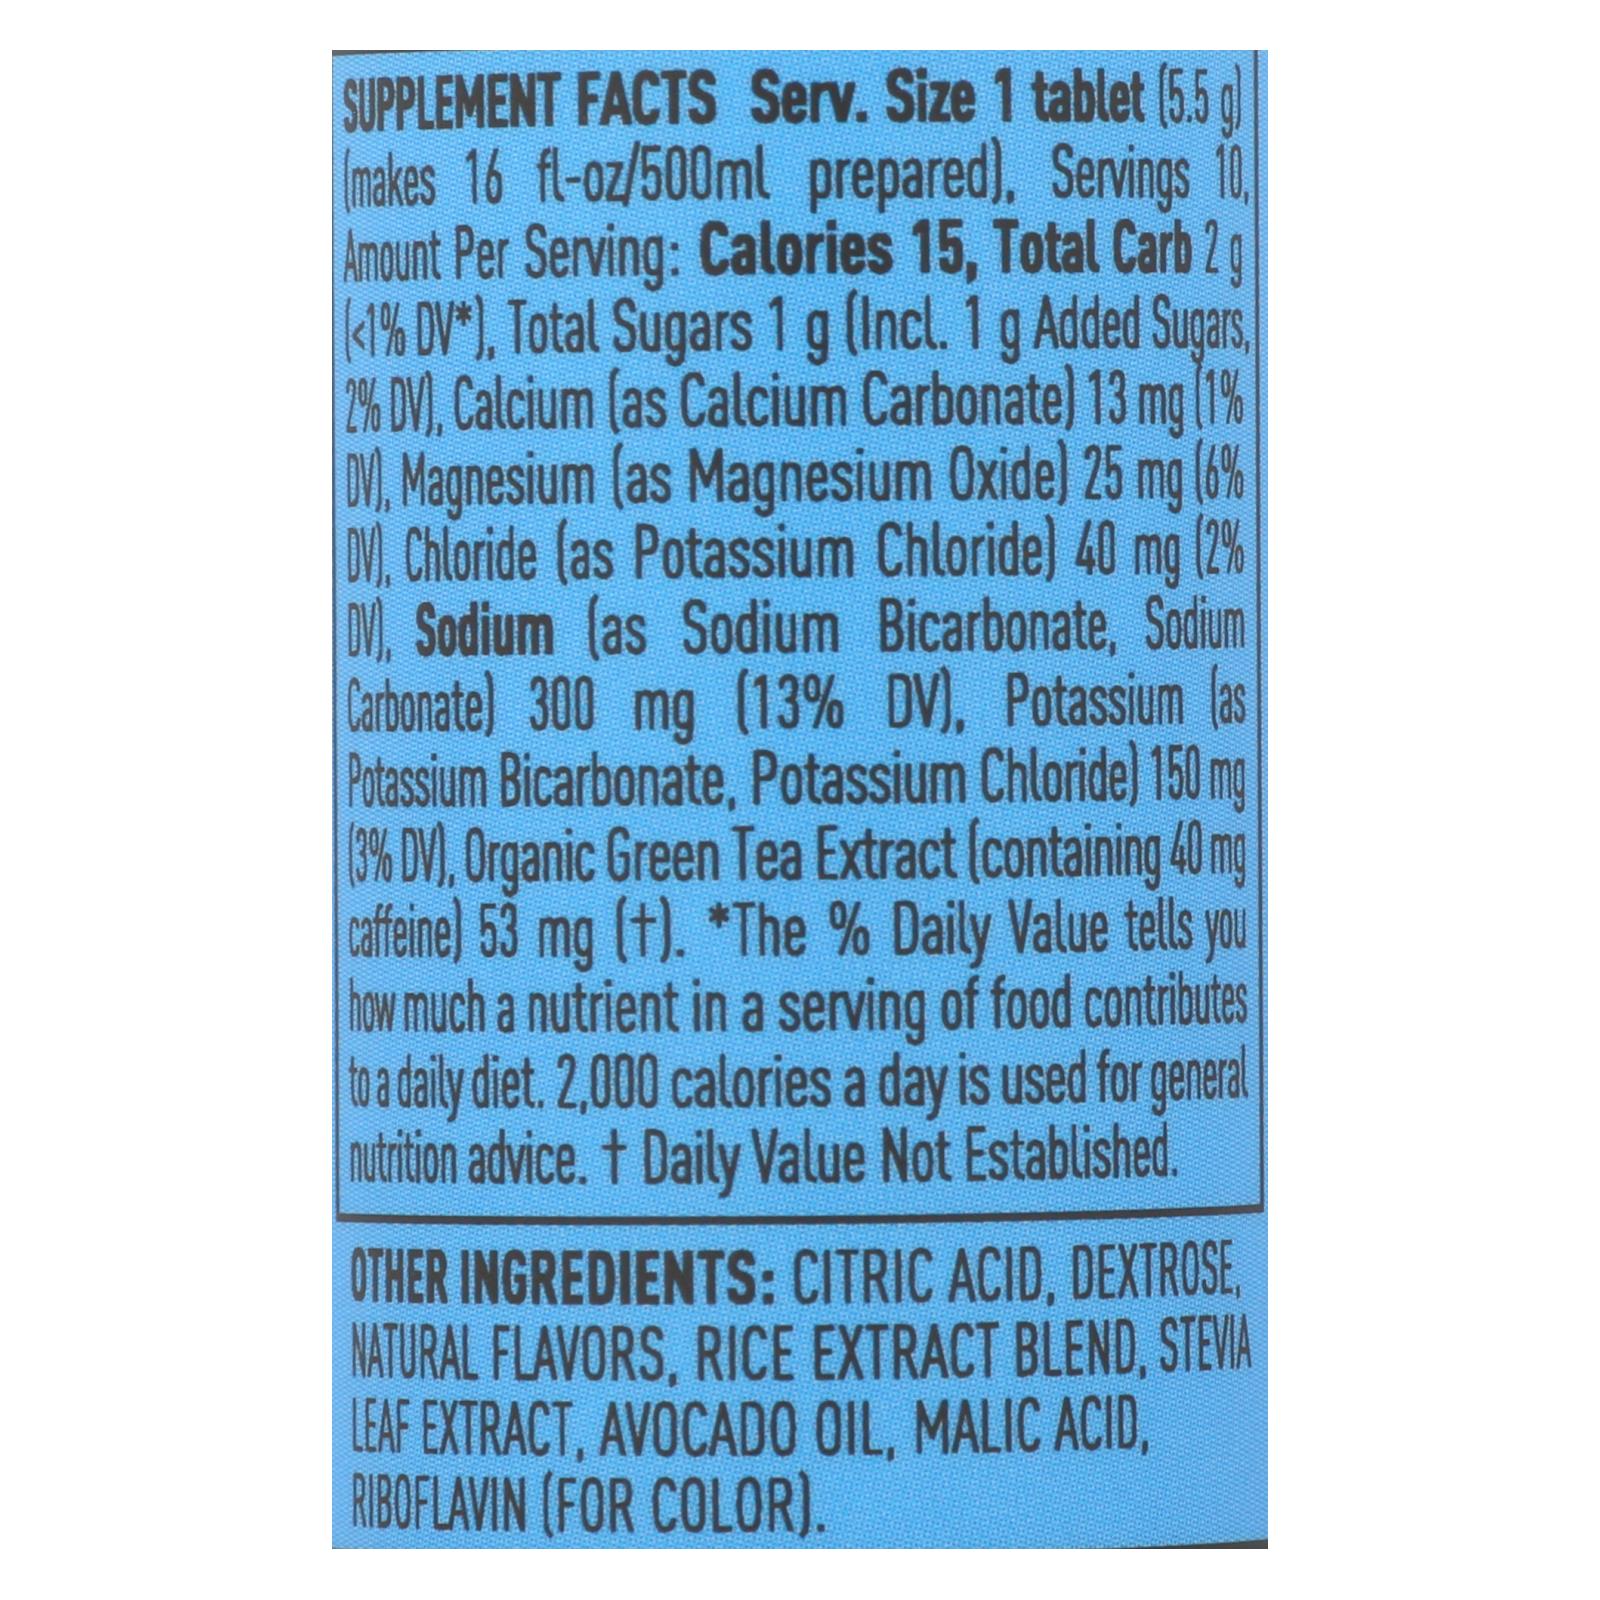 SUPPLEMENT FACTS Serv. Size 1 tablet (5.5 g)
(makes 16 fl-oz/500ml prepared), Servings 10,
Amount Per Serving: Calories 15, Total Carb 2 g
(<1% DV*), Total Sugars 1 g (Incl. 1 g Added Sugars,
2% DV), Calcium (as Calcium Carbonate) 13 mg (1%
DV), Magnesium (as Magnesium Oxide) 25 mg (6%
DV), Chloride (as Potassium Chloride) 40 mg (2%
DV), Sodium (as Sodium Bicarbonate, Sodium
Carbonate) 300 mg (13% DV), Potassium (as
Potassium Bicarbonate, Potassium Chloride) 150 mg
(3% DV), Organic Green Tea Extract (containing 40 mg
caffeine) 53 mg (†). *The % Daily Value tells you
how much a nutrient in a serving of food contributes
to a daily diet. 2,000 calories a day is used for general
nutrition advice. † Daily Value Not Established.
OTHER INGREDIENTS: CITRIC ACID, DEXTROSE,
NATURAL FLAVORS, RICE EXTRACT BLEND, STEVIA
LEAF EXTRACT, AVOCADO OIL, MALIC ACID,
RIBOFLAVIN (FOR COLOR).